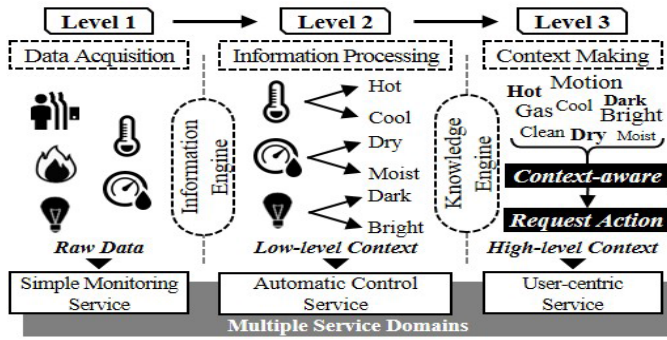 Level 1
Level 2
Level 3
Data Acquisition
Information Processing
Context Making
Information
Engine
Hot
Cool
Dry
Moist
Dark
Bright
Knowledge
Engine
Hot
Motion
Gas
Cool
Dark
Bright
Clean
Dry
Moist
Context-aware
Request Action
Raw Data
Low-level Context
High-level Context
Simple Monitoring
Service
Automatic Control
Service
User-centric
Service
Multiple Service Domains